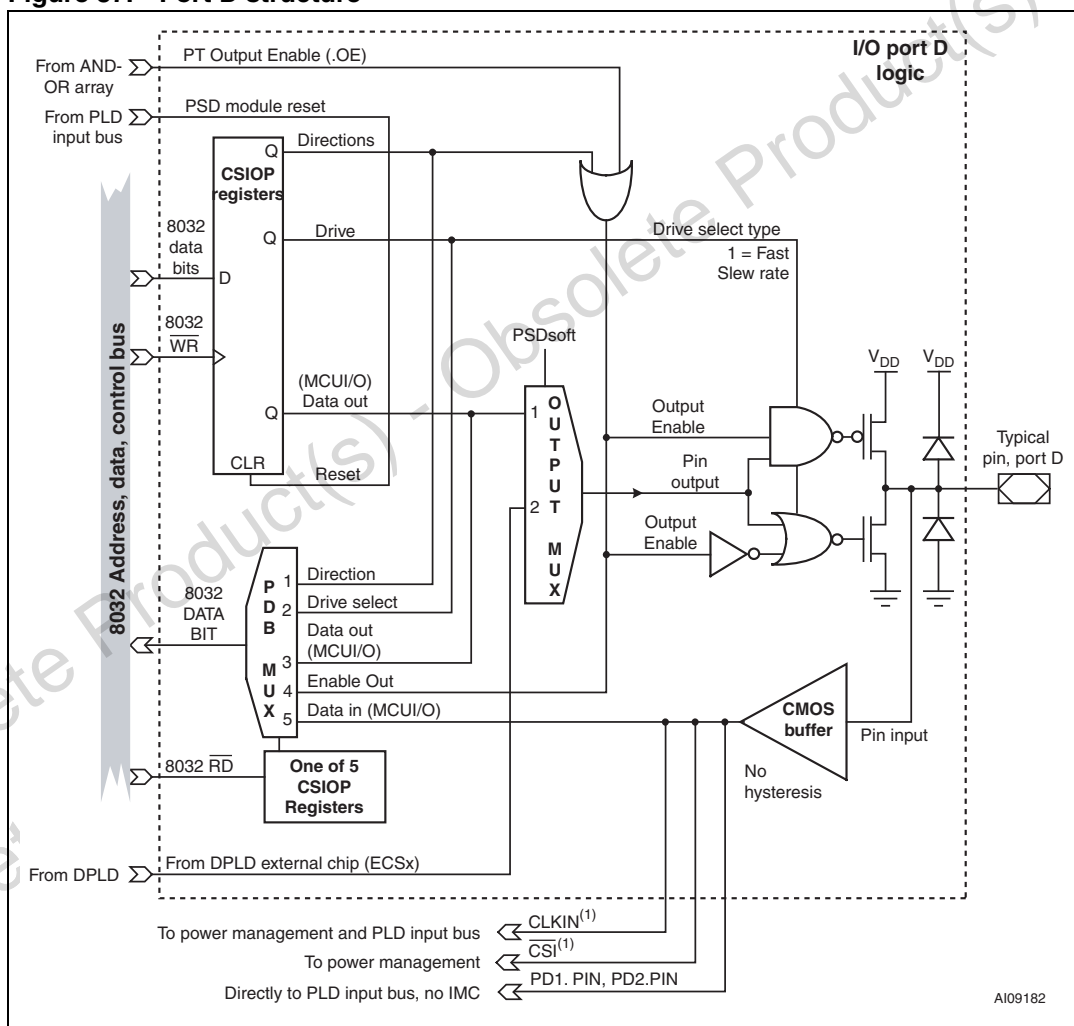 Figure 57. Port D structure
I/O port D
logic
From AND-
OR array
PT Output Enable (.OE)
From PLD
input bus
PSD module reset
Q
Directions
CSIOP
registers
8032
data
bits
D
Q
Drive
Drive select type
1 = Fast
Slew rate
8032
WR
PSDsoft
(MCUI/O)
Data out
Q
CLR
Reset
1
2
OUTPUT MUX
Output
Enable
Pin
output
Output
Enable
VDD
VDD
Typical
pin, port D
8032 Address, data, control bus
8032
DATA
BIT
PDB MUX
1
Direction
2
Drive select
Data out
(MCUI/O)
3
4
Enable Out
5
Data in (MCUI/O)
CMOS
buffer
Pin input
No
hysteresis
8032 RD
One of 5
CSIOP
Registers
From DPLD
From DPLD external chip (ECSx)
To power management and PLD input bus
CLKIN(1)
To power management
CSI(1)
Directly to PLD input bus, no IMC
PD1. PIN, PD2.PIN
AI09182
Obsolete Product(s) - Obsolete Product(s)